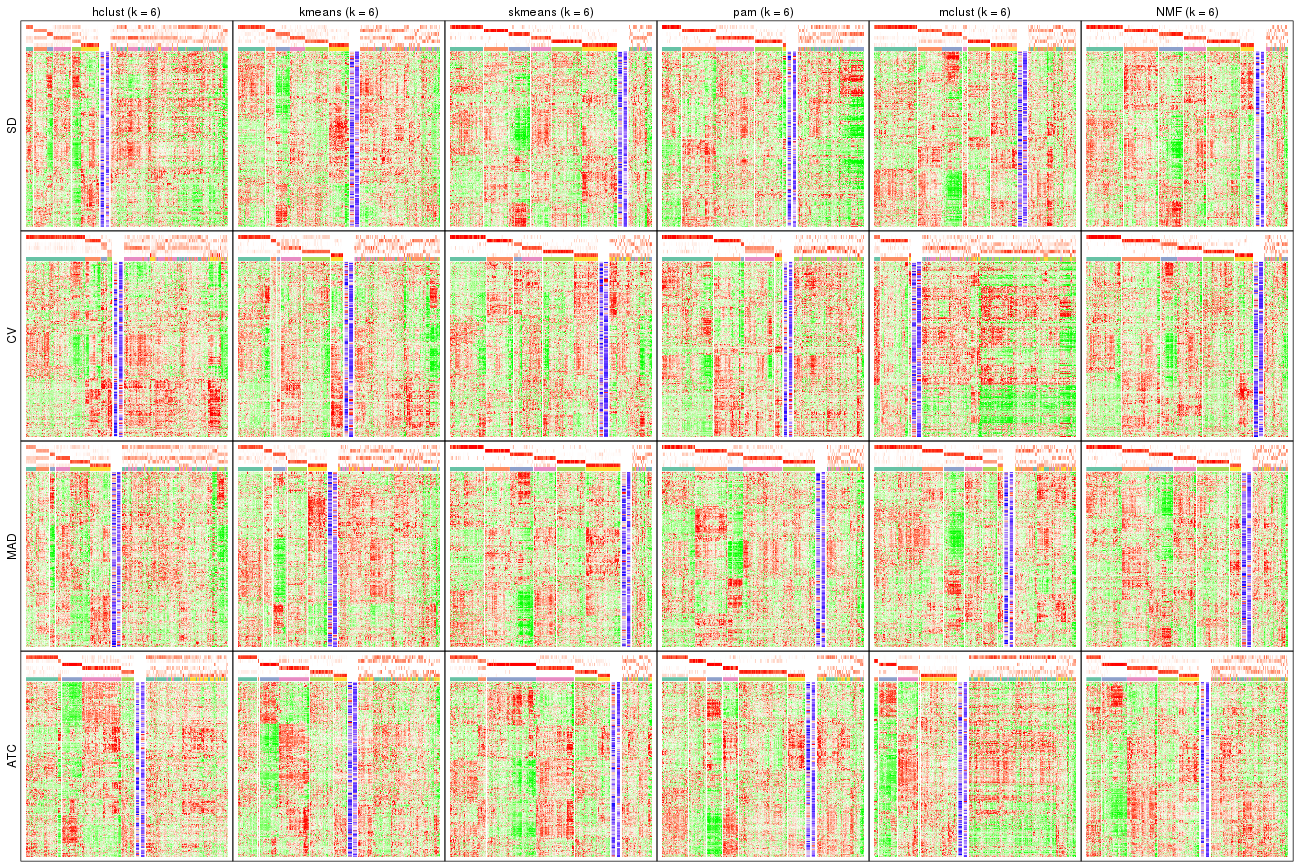 hclust (k = 6) kmeans (k = 6) skmeans (k = 6) pam (k = 6) mclust (k = 6) NMF (k = 6)
SD
CV
MAD
ATC